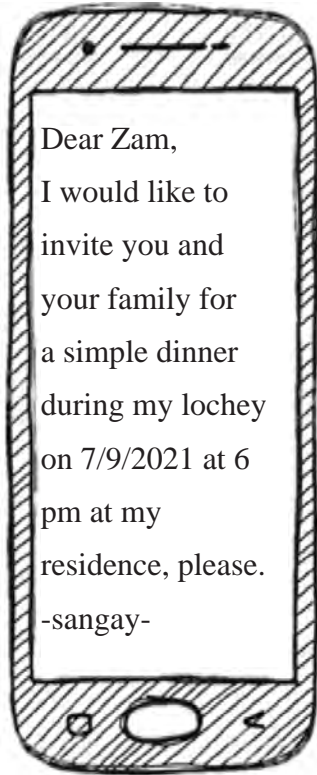 Dear Zam,
I would like to
invite you and
your family for
a simple dinner
during my lochey
on 7/9/2021 at 6
pm at my
residence, please.
-sangay-